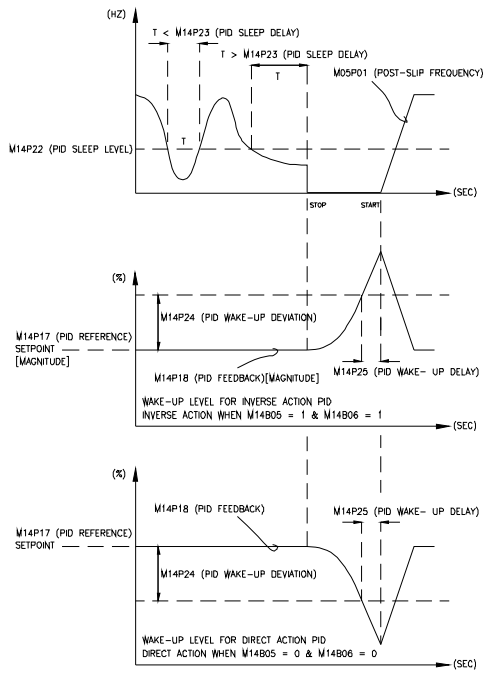 (HZ)
T < M14P23 (PID SLEEP DELAY)
T > M14P23 (PID SLEEP DELAY)
T
M05P01 (POST-SLIP FREQUENCY)
T
M14P22 (PID SLEEP LEVEL)
(SEC)
STOP
START
(%)
M14P24 (PID WAKE-UP DEVIATION)
M14P17 (PID REFERENCE)
SETPOINT
[MAGNITUDE]
M14P18 (PID FEEDBACK)[MAGNITUDE]
M14P25 (PID WAKE- UP DELAY)
WAKE-UP LEVEL FOR INVERSE ACTION PID
INVERSE ACTION WHEN M14B05 = 1 & M14B06 = 1
(SEC)
(%)
M14P18 (PID FEEDBACK)
M14P25 (PID WAKE- UP DELAY)
M14P17 (PID REFERENCE)
SETPOINT
M14P24 (PID WAKE-UP DEVIATION)
WAKE-UP LEVEL FOR DIRECT ACTION PID
DIRECT ACTION WHEN M14B05 = 0 & M14B06 = 0
(SEC)